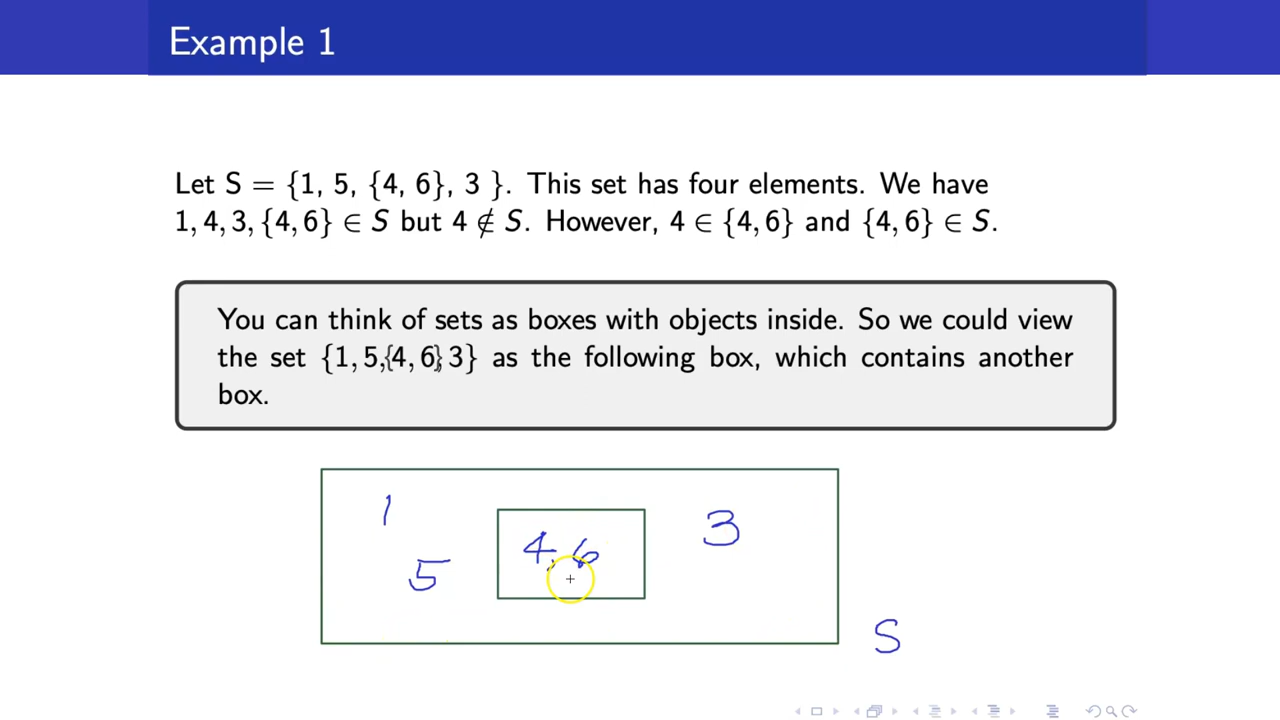 Example 1
Let S = {1, 5, {4, 6}, 3 }. This set has four elements. We have
1, 4, 3, {4, 6} ∈ S but 4 ∉ S. However, 4 ∈ {4, 6} and {4, 6} ∈ S.
You can think of sets as boxes with objects inside. So we could view
the set {1, 5,{4, 6}, 3} as the following box, which contains another
box.
1
4, 6
3
5
S